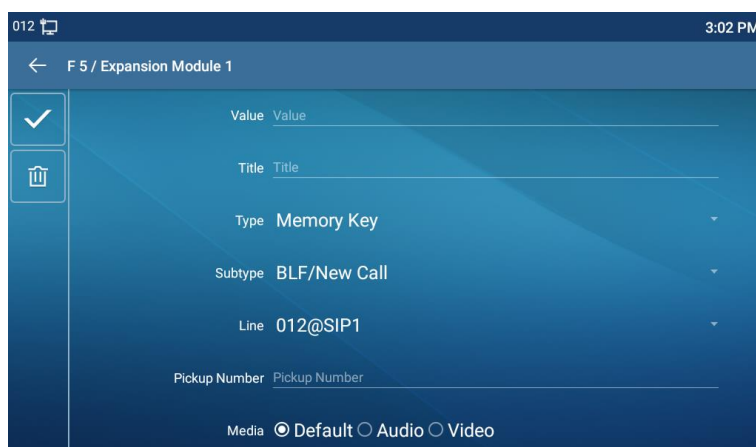 012 3:02 PM
F 5 / Expansion Module 1
Value Value
Title Title
Type Memory Key
Subtype BLF/New Call
Line 012@SIP1
Pickup Number Pickup Number
Media Default Audio Video